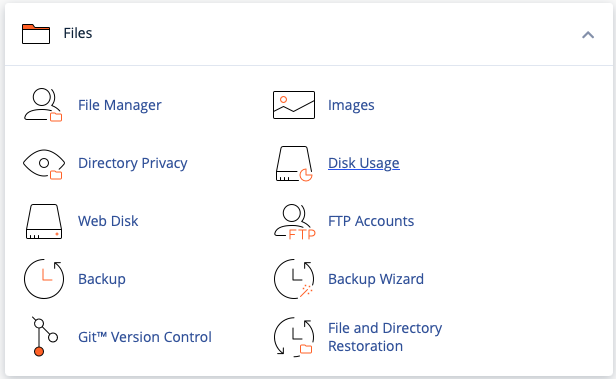 Files
File Manager
Images
Directory Privacy
Disk Usage
Web Disk
FTP
FTP Accounts
Backup
Backup Wizard
Git™ Version Control
File and Directory
Restoration